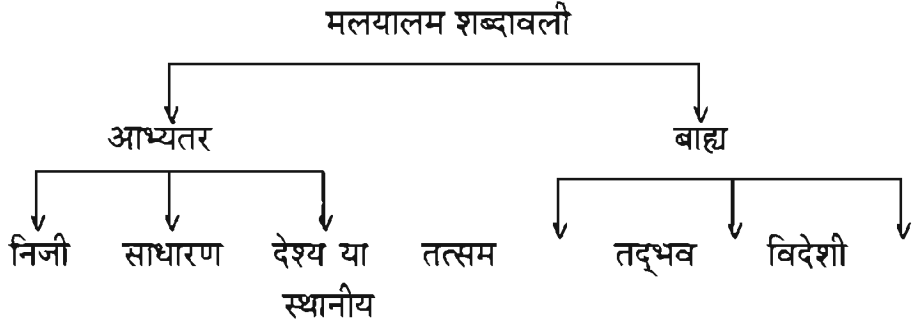 मलयालम शब्दावली
आभ्यंतर बाह्य
निजी साधारण देश्य या तत्सम तद्भव विदेशी
स्थानीय